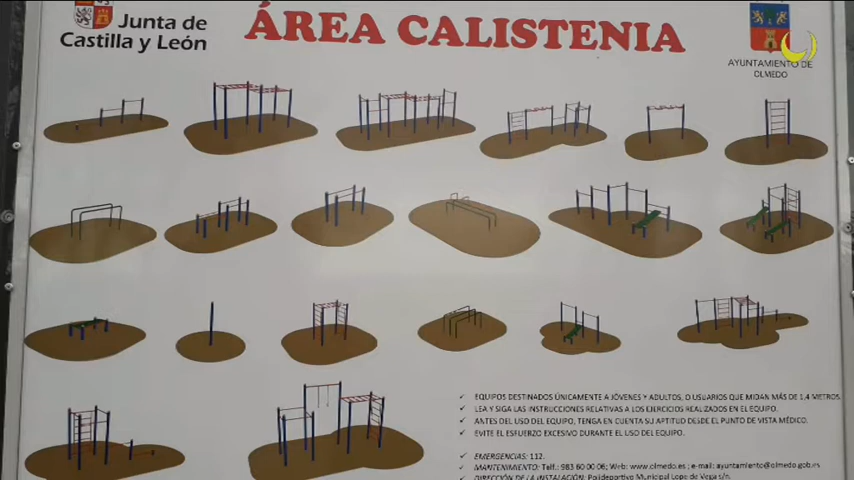 Junta de
Castilla y León
ÁREA CALISTENIA
AYUNTAMIENTO DE
OLMEDO
✓ EQUIPOS DESTINADOS ÚNICAMENTE A JÓVENES Y ADULTOS, O USUARIOS QUE MIDAN MÁS DE 1,4 METROS.
✓ LEA Y SIGA LAS INSTRUCCIONES RELATIVAS A LOS EJERCICIOS REALIZADOS EN EL EQUIPO.
✓ ANTES DEL USO DEL EQUIPO, TENGA EN CUENTA SU APTITUD DESDE EL PUNTO DE VISTA MÉDICO.
✓ EVITE EL ESFUERZO EXCESIVO DURANTE EL USO DEL EQUIPO.
✓ EMERGENCIAS: 112.
✓ MANTENIMIENTO: Telf.: 983 60 00 06; Web: www.olmedo.es ; e-mail: ayuntamiento@olmedo.gob.es
✓ DIRECCIÓN DE LA INSTALACIÓN: Polideportivo Municipal Lope de Vega s/n.